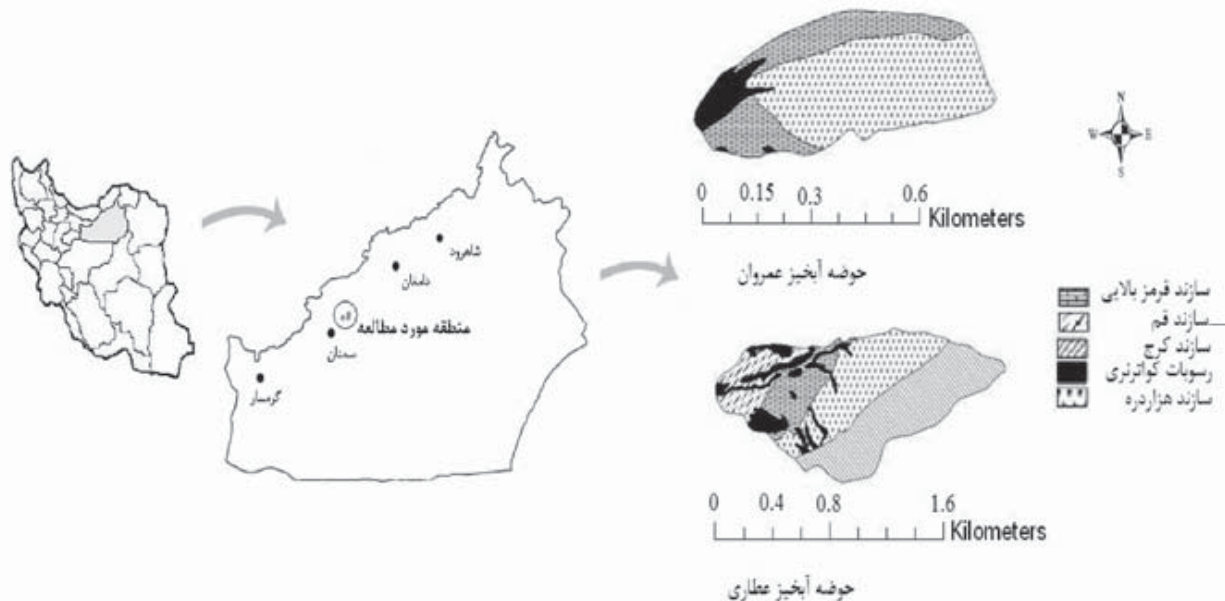 N
W E
S
0 0.15 0.3 0.6
Kilometers
حوضه آبخیز عمروان
شاهرود
دامغان
منطقه مورد مطالعه
سمنان
گرمسار
سازند قرمز بالایی
سازند قم
سازند کرج
رسوبات کواترنری
سازند هزاردره
0 0.4 0.8 1.6
Kilometers
حوضه آبخیز عطاری